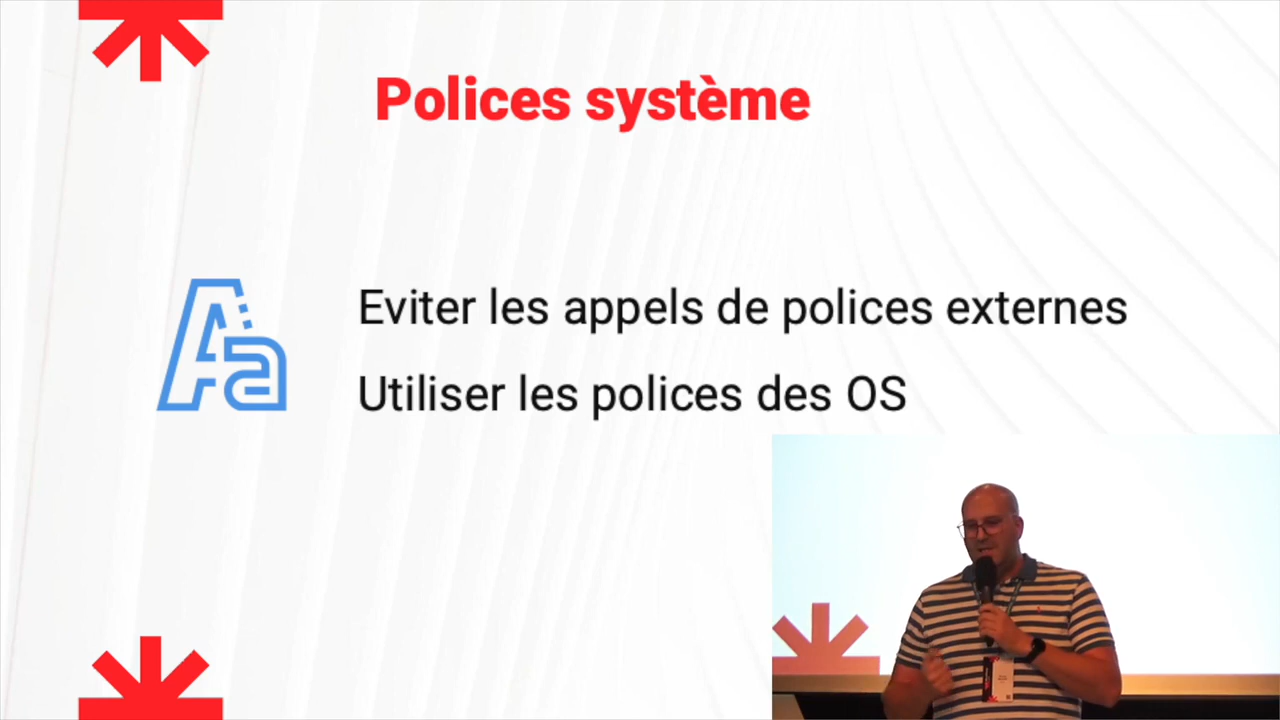 Polices système
Eviter les appels de polices externes
Utiliser les polices des OS